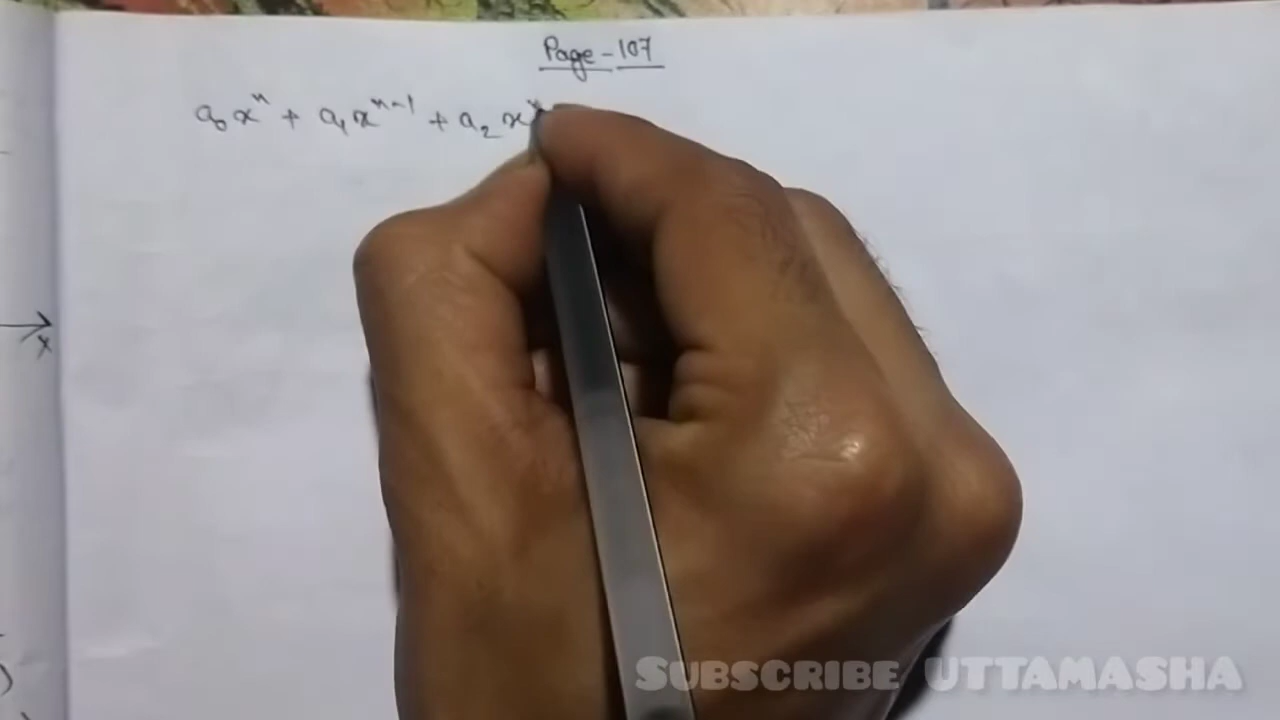 Page-107
a₀xⁿ + a₁xⁿ⁻¹ + a₂x
x
SUBSCRIBE UTTAMASHA